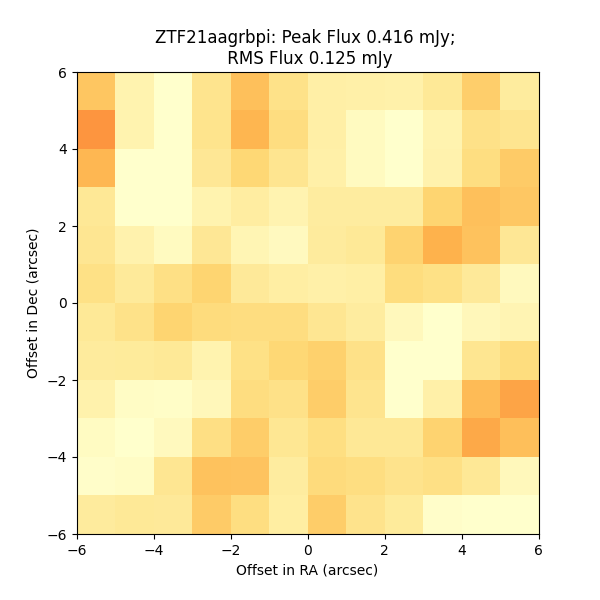 ZTF21aagrbpi: Peak Flux 0.416 mJy;
RMS Flux 0.125 mJy
6
4
2
0
−2
−4
−6
Offset in Dec (arcsec)
−6 −4 −2 0 2 4 6
Offset in RA (arcsec)